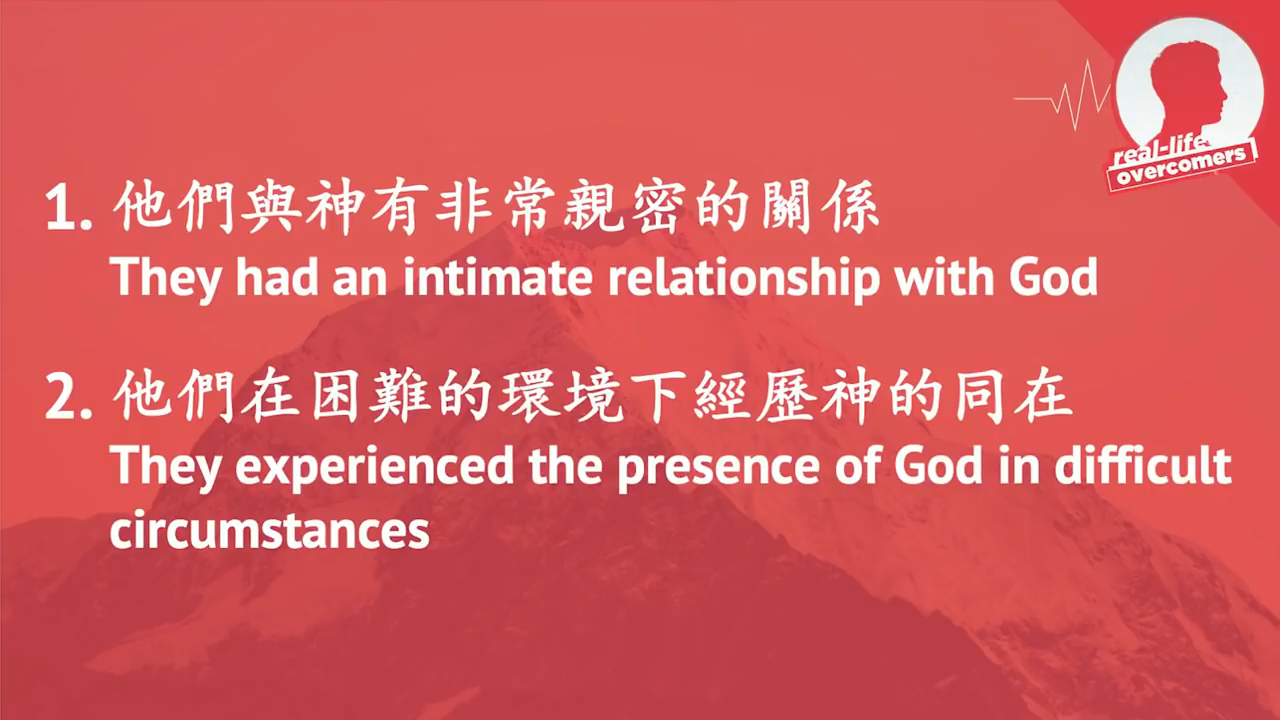 real-life
overcomers
1. 他們與神有非常親密的關係
They had an intimate relationship with God
2. 他們在困難的環境下經歷神的同在
They experienced the presence of God in difficult
circumstances